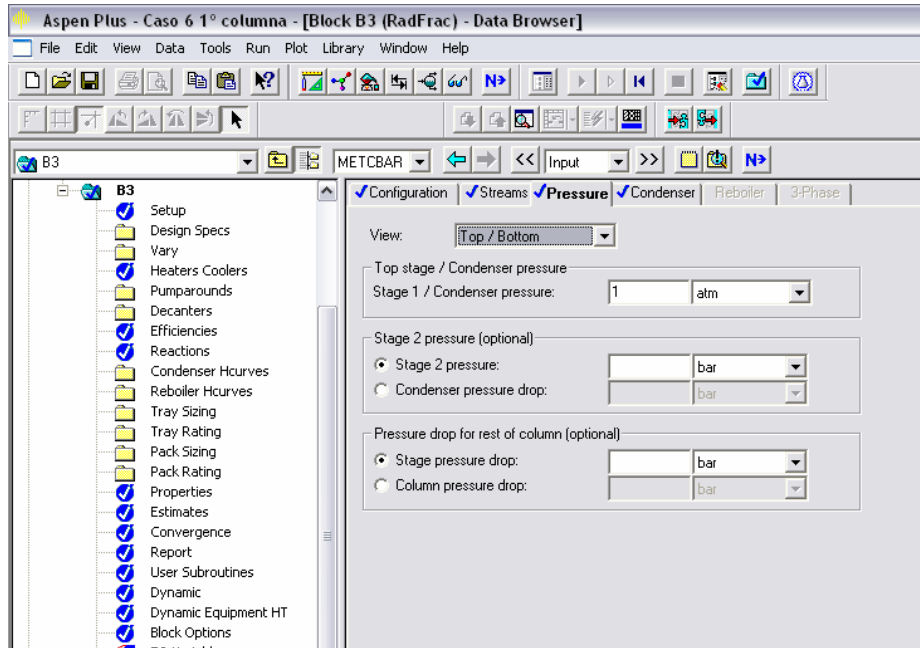 Aspen Plus - Caso 6 1° columna - [Block B3 (RadFrac) - Data Browser]
File Edit View Data Tools Run Plot Library Window Help
N
B3 METCBAR << Input >> N
B3
Setup
Design Specs
Vary
Heaters Coolers
Pumparounds
Decanters
Efficiencies
Reactions
Condenser Hcurves
Reboiler Hcurves
Tray Sizing
Tray Rating
Pack Sizing
Pack Rating
Properties
Estimates
Convergence
Report
User Subroutines
Dynamic
Dynamic Equipment HT
Block Options
Configuration Streams Pressure Condenser Reboiler 3-Phase
View: Top / Bottom
Top stage / Condenser pressure
Stage 1 / Condenser pressure: 1 atm
Stage 2 pressure (optional)
Stage 2 pressure: bar
Condenser pressure drop: bar
Pressure drop for rest of column (optional)
Stage pressure drop: bar
Column pressure drop: bar